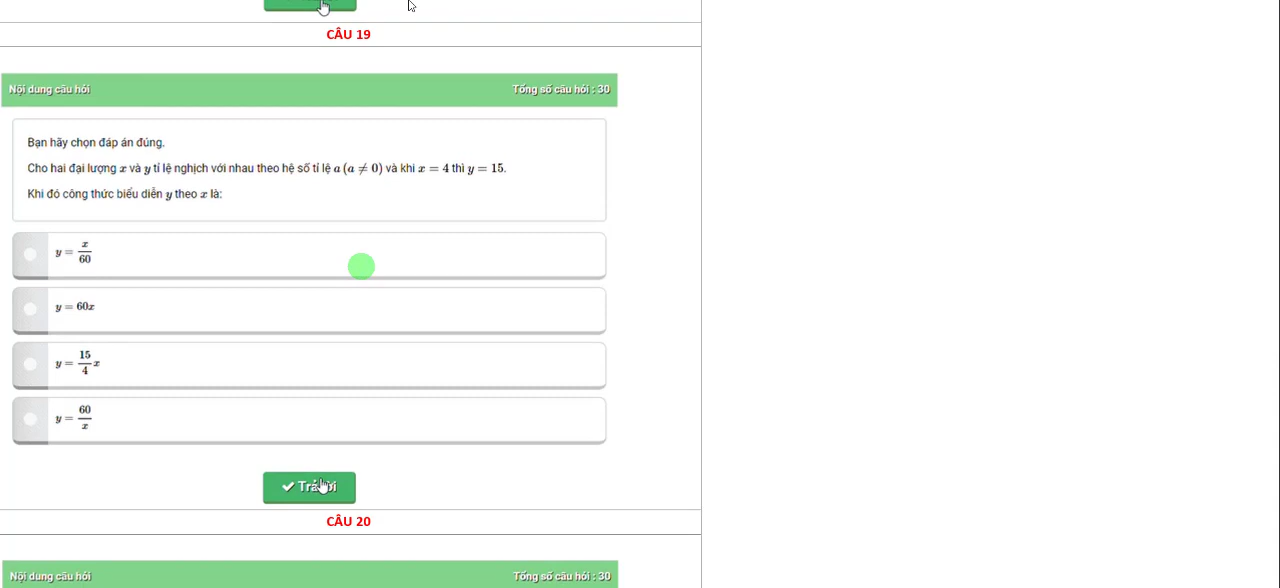 CÂU 19
Nội dung câu hỏi
Tổng số câu hỏi : 30
Bạn hãy chọn đáp án đúng.
Cho hai đại lượng x và y tỉ lệ nghịch với nhau theo hệ số tỉ lệ a (a ≠ 0) và khi x = 4 thì y = 15.
Khi đó công thức biểu diễn y theo x là:
y = x/60
y = 60x
y = 15/4 x
y = 60/x
Trả lời
CÂU 20
Nội dung câu hỏi
Tổng số câu hỏi : 30